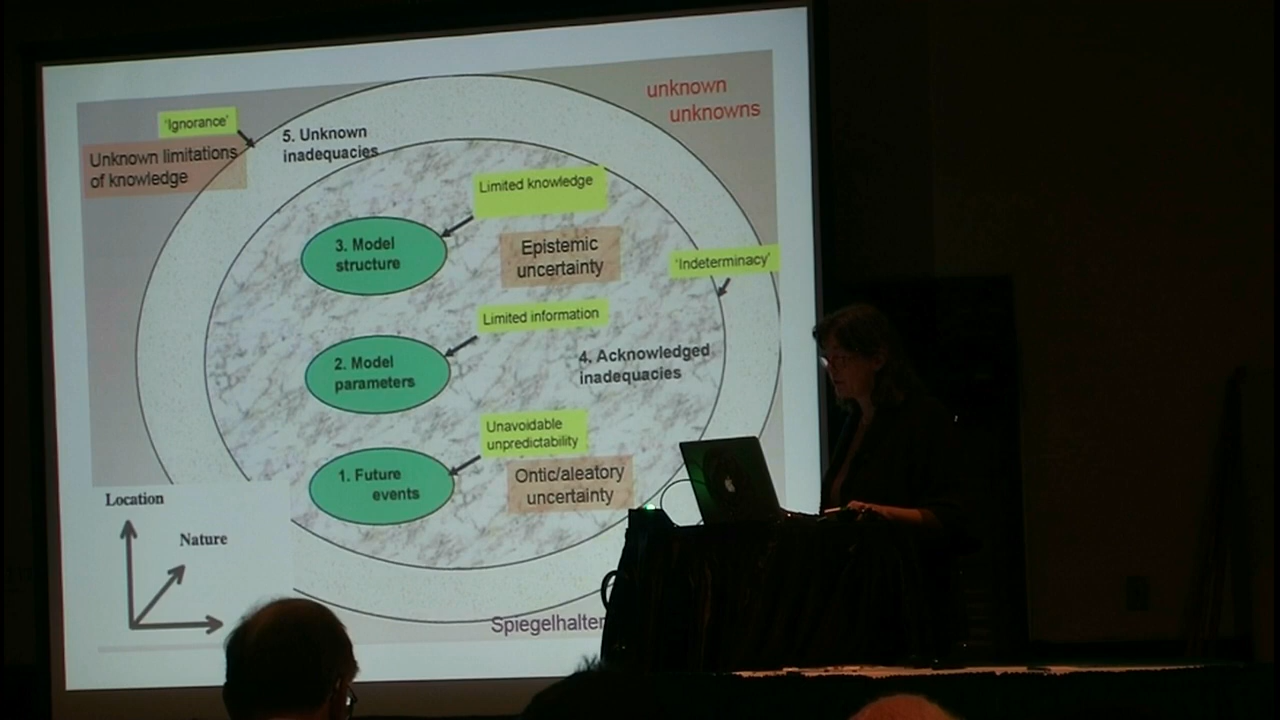 unknown
unknowns
'Ignorance'
Unknown limitations
of knowledge
5. Unknown
inadequacies
Limited knowledge
3. Model
structure
Epistemic
uncertainty
'Indeterminacy'
Limited information
2. Model
parameters
4. Acknowledged
inadequacies
Unavoidable
unpredictability
1. Future
events
Ontic/aleatory
uncertainty
Location
Nature
Spiegelhalter